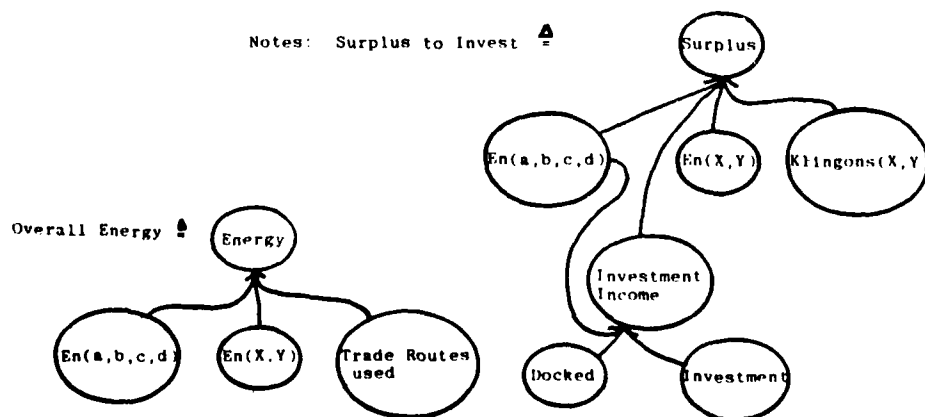 Notes: Surplus to Invest ≜
Surplus
En(a,b,c,d)
En(X,Y)
Klingons(X,Y)
Overall Energy ≜
Energy
Investment
Income
En(a,b,c,d)
En(X,Y)
Trade Routes
used
Docked
Investment